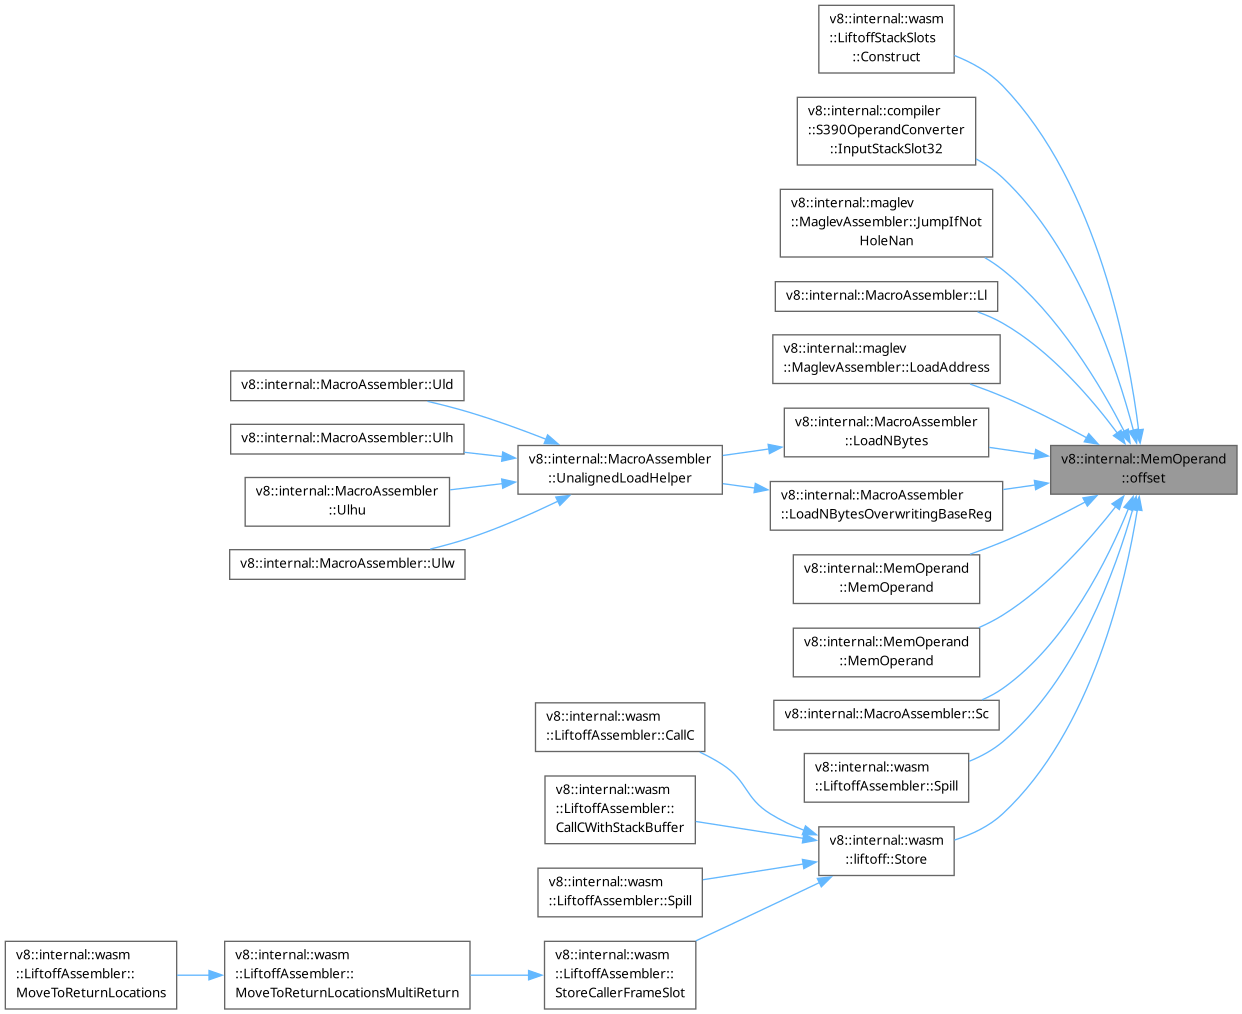 v8::internal::wasm
::LiftoffStackSlots
::Construct
v8::internal::compiler
::S390OperandConverter
::InputStackSlot32
v8::internal::maglev
::MaglevAssembler::JumpIfNot
HoleNan
v8::internal::MacroAssembler::Ll
v8::internal::maglev
::MaglevAssembler::LoadAddress
v8::internal::MacroAssembler::Uld
v8::internal::MacroAssembler
::LoadNBytes
v8::internal::MacroAssembler::Ulh
v8::internal::MacroAssembler
::UnalignedLoadHelper
v8::internal::MemOperand
::offset
v8::internal::MacroAssembler
::Ulhu
v8::internal::MacroAssembler
::LoadNBytesOverwritingBaseReg
v8::internal::MacroAssembler::Ulw
v8::internal::MemOperand
::MemOperand
v8::internal::MemOperand
::MemOperand
v8::internal::MacroAssembler::Sc
v8::internal::wasm
::LiftoffAssembler::CallC
v8::internal::wasm
::LiftoffAssembler::Spill
v8::internal::wasm
::LiftoffAssembler::
CallCWithStackBuffer
v8::internal::wasm
::liftoff::Store
v8::internal::wasm
::LiftoffAssembler::Spill
v8::internal::wasm
::LiftoffAssembler::
MoveToReturnLocations
v8::internal::wasm
::LiftoffAssembler::
MoveToReturnLocationsMultiReturn
v8::internal::wasm
::LiftoffAssembler::
StoreCallerFrameSlot